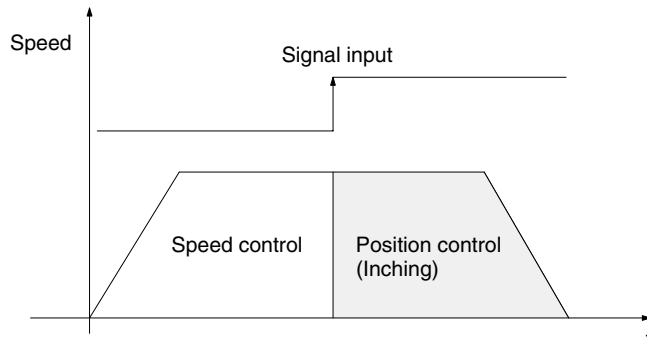 Speed
Signal input
Speed control
Position control
(Inching)